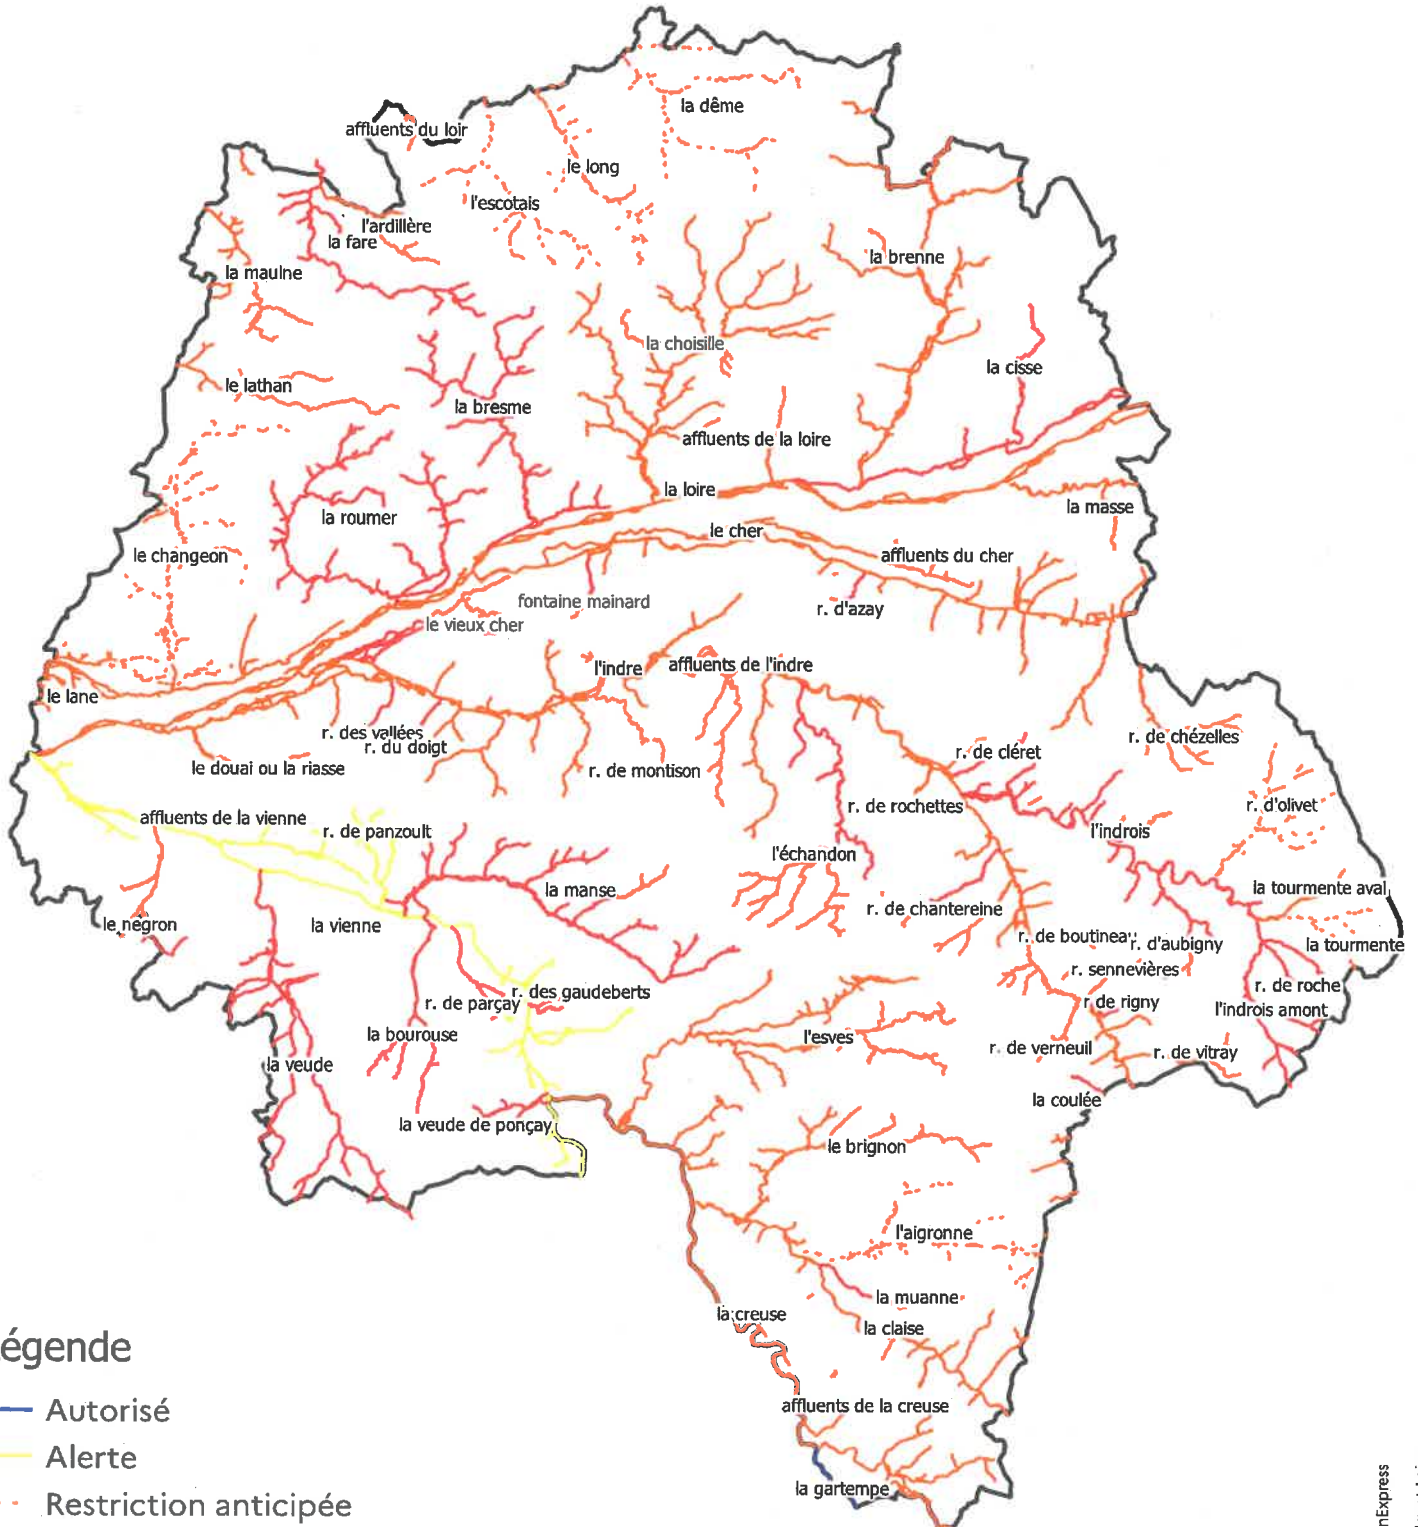 la dême
affluents du loir
le long
l'escotais
l'ardillère
la fare
la brenne
la maulne
la choisille
la cisse
le lathan
la bresme
affluents de la loire
la loire
la masse
la roumer
le cher
le changeon
affluents du cher
fontaine mainard
r. d'azay
le vieux cher
l'indre
affluents de l'indre
le lane
r. des vallées
r. du doigt
r. de cléret
r. de chézelles
le douai ou la riasse
r. de montison
r. de rochettes
r. d'olivet
affluents de la vienne
r. de panzoult
l'indrois
l'échandon
la manse
la tourmente aval
r. de chantereine
le négron
la vienne
r. de boutineau
r. d'aubigny
la tourmente
r. sennevières
r. de roche
r. des gaudeberts
r. de parçay
r de rigny
l'indrois amont
la bourouse
l'esves
r. de verneuil
r. de vitray
la veude
la coulée
la veude de ponçay
le brignon
l'aigronne
la muanne
la creuse
la claise
affluents de la creuse
la gartempe
égende
Autorisé
Alerte
Restriction anticipée
nExpress